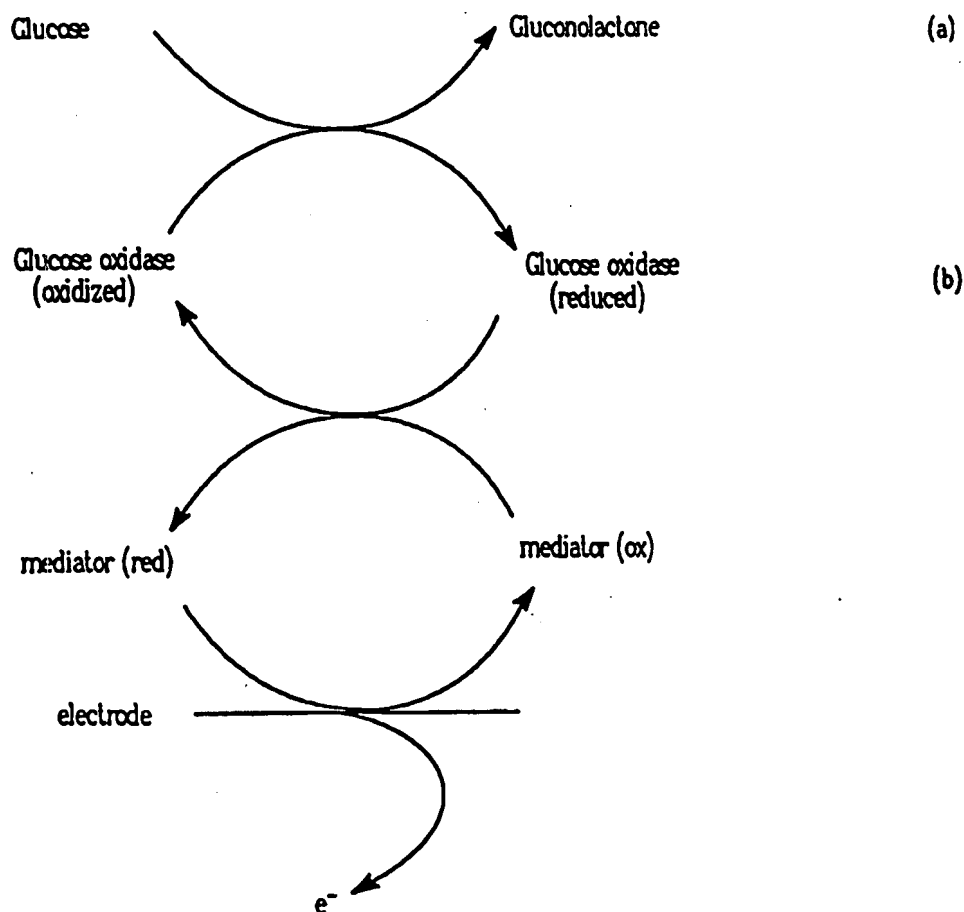 Glucose Gluconolactone (a)
Glucose oxidase
(oxidized)
Glucose oxidase
(reduced)
(b)
mediator (red) mediator (ox)
electrode
e⁻